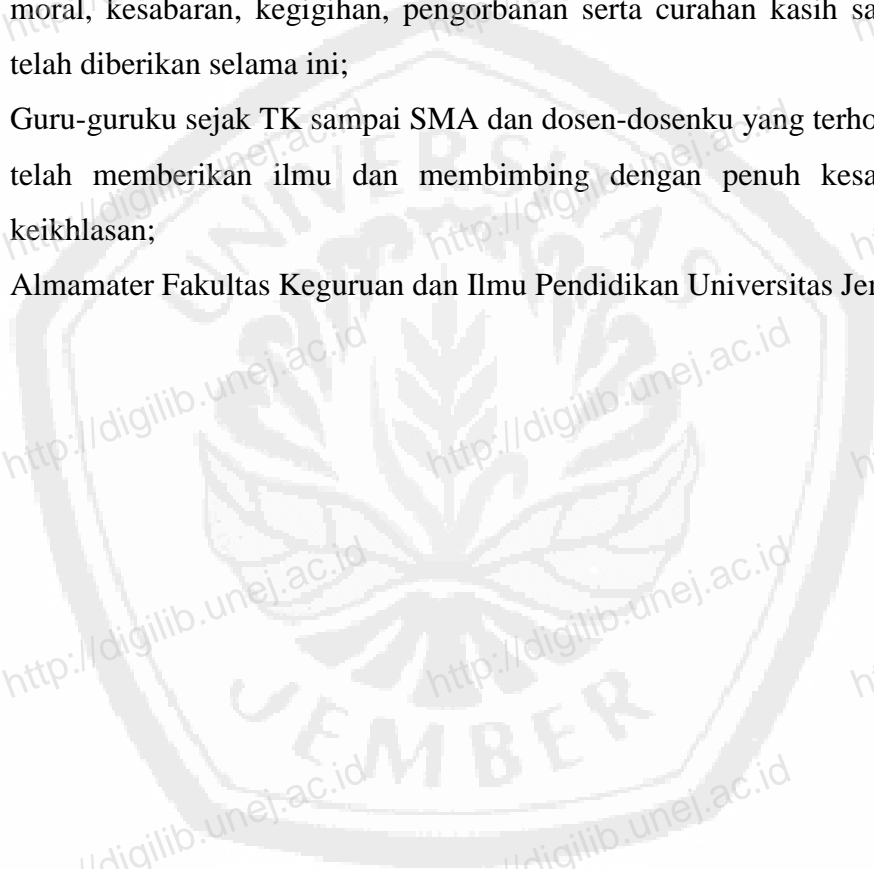 moral, kesabaran, kegigihan, pengorbanan serta curahan kasih sa
telah diberikan selama ini;
Guru-guruku sejak TK sampai SMA dan dosen-dosenku yang terho
telah memberikan ilmu dan membimbing dengan penuh kesa
keikhlasan;
Almamater Fakultas Keguruan dan Ilmu Pendidikan Universitas Jer
UNIVERSITAS
JEMBER
http://digilib.unej.ac.id
http://digilib.unej.ac.id
http://digilib.unej.ac.id
http://digilib.unej.ac.id
http://digilib.unej.ac.id
http://digilib.unej.ac.id